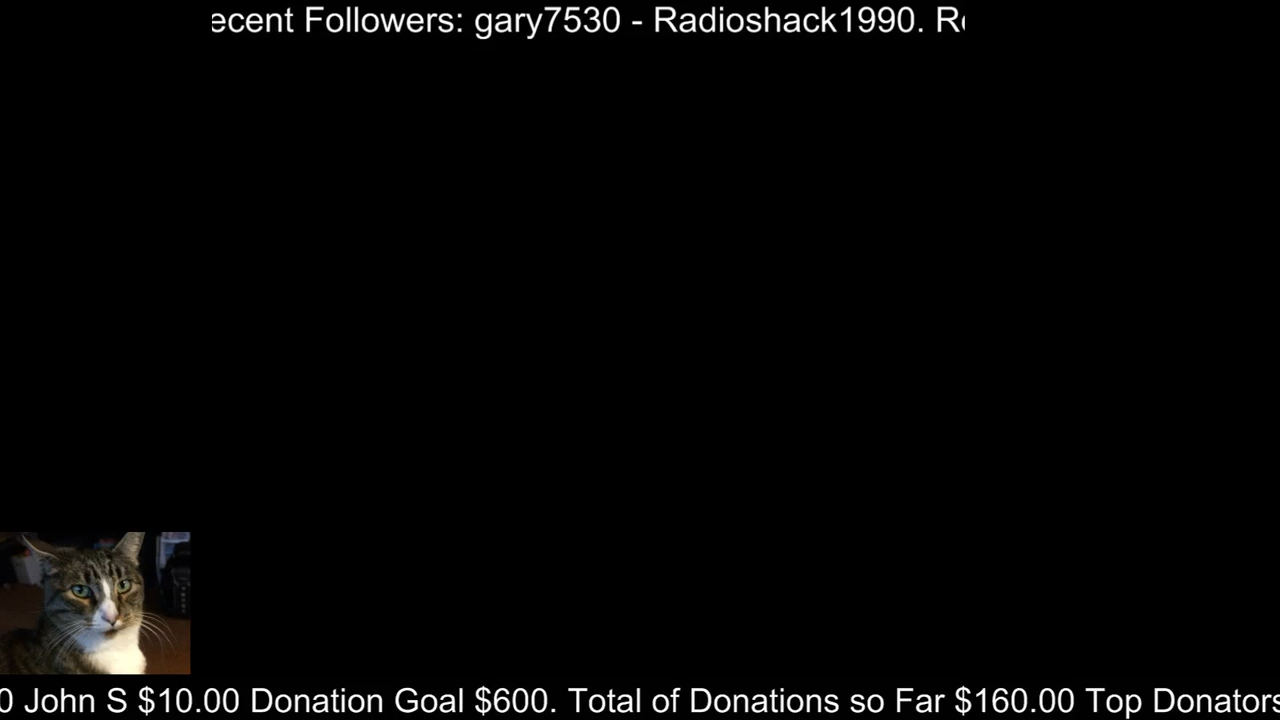 ecent Followers: gary7530 - Radioshack1990. R
0 John S $10.00 Donation Goal $600. Total of Donations so Far $160.00 Top Donators